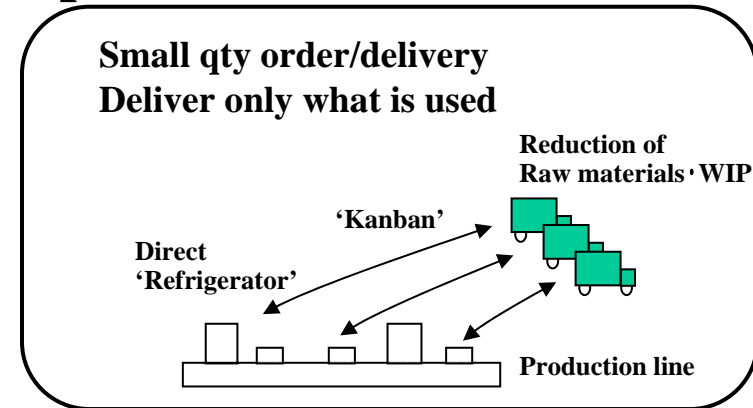 Small qty order/delivery
Deliver only what is used
Reduction of
Raw materials・WIP
‘Kanban’
Direct
‘Refrigerator’
Production line